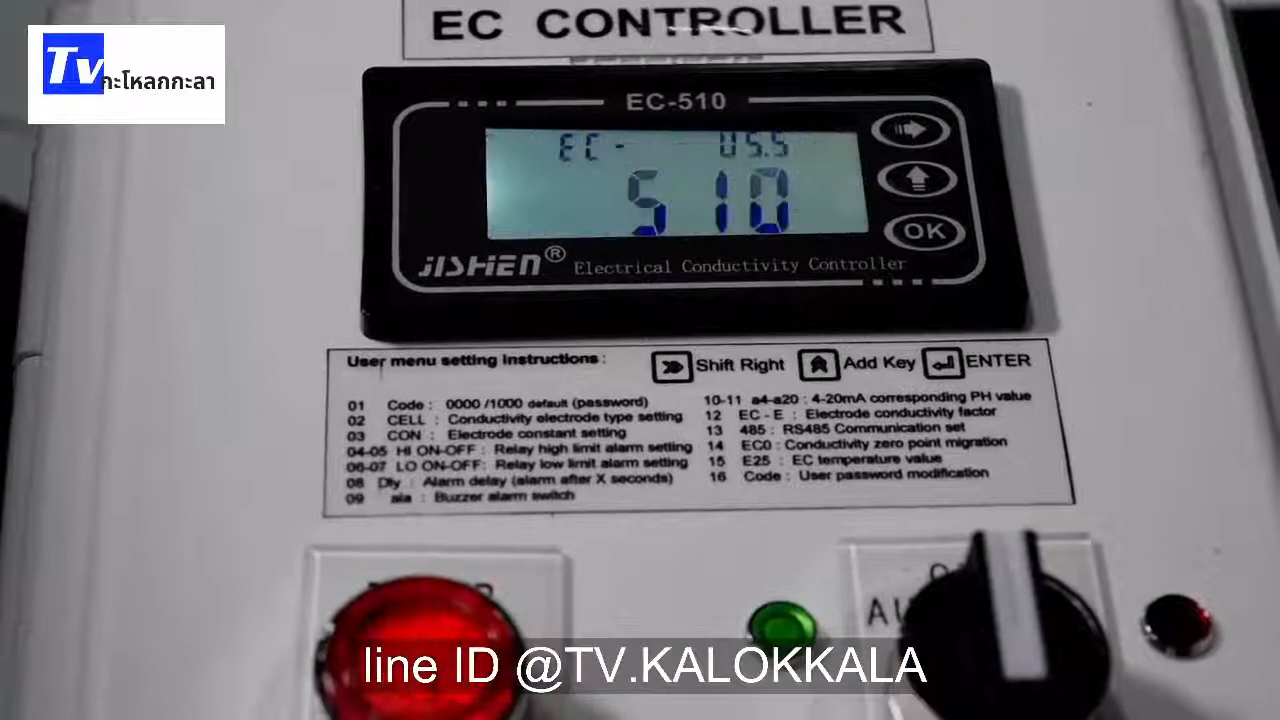 EC CONTROLLER
Tv กะโหลกกะลา
EC-510
EC- U5.5
510
OK
JISHEN®
Electrical Conductivity Controller
User menu setting Instructions: Shift Right Add Key ENTER
01 Code: 0000 /1000 default (password)
02 CELL: Conductivity electrode type setting
03 CON: Electrode constant setting
04-05 HI ON-OFF: Relay high limit alarm setting
06-07 LO ON-OFF: Relay low limit alarm setting
08 Dly: Alarm delay (alarm after X seconds)
09 ala: Buzzer alarm switch
10-11 a4-a20: 4-20mA corresponding PH value
12 EC-E: Electrode conductivity factor
13 485: RS485 Communication set
14 EC0: Conductivity zero point migration
15 E25: EC temperature value
16 Code: User password modification
line ID @TV.KALOKKALA